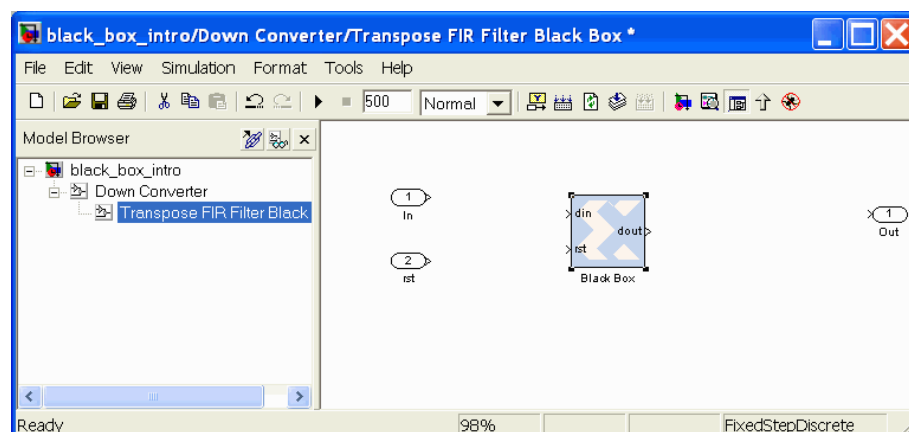 black_box_intro/Down Converter/Transpose FIR Filter Black Box *
File Edit View Simulation Format Tools Help
500 Normal
Model Browser
black_box_intro
Down Converter
Transpose FIR Filter Black
1
In
2
rst
din
dout
rst
Black Box
1
Out
Ready 98% FixedStepDiscrete